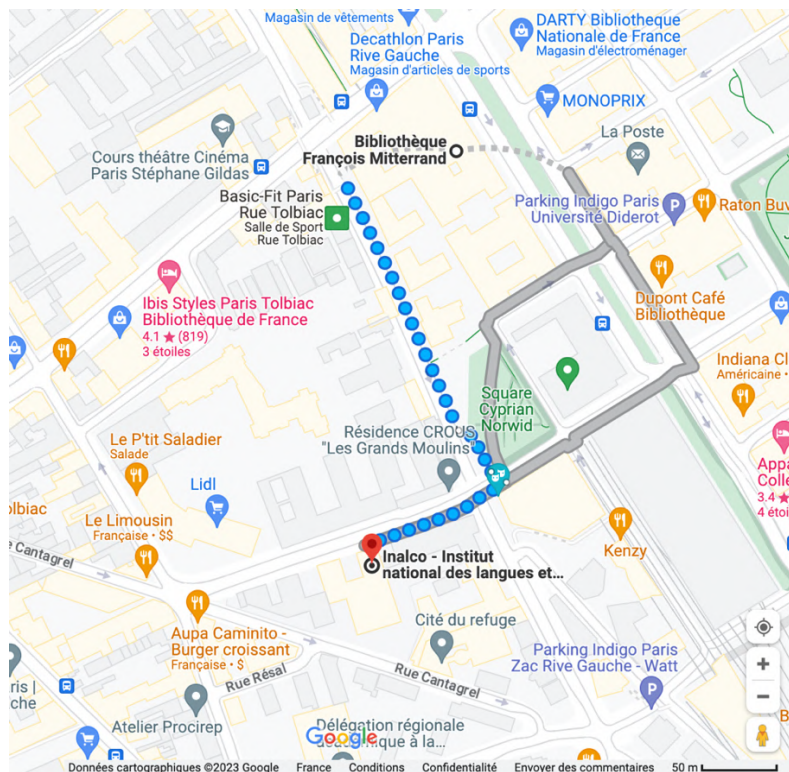 Magasin de vêtements
Decathlon Paris
Rive Gauche
Magasin d'articles de sports
DARTY Bibliotheque
Nationale de France
Magasin d'électroménager
MONOPRIX
La Poste
Bibliothèque
François Mitterrand
Cours théâtre Cinéma
Paris Stéphane Gildas
Basic-Fit Paris
Rue Tolbiac
Salle de Sport
Rue Tolbiac
Parking Indigo Paris
Université Diderot
P
Raton Buv
Ibis Styles Paris Tolbiac
Bibliothèque de France
4.1 ★ (819)
3 étoiles
Dupont Café
Bibliothèque
Indiana Cl
Américaine •
Square
Cyprian
Norwid
Résidence CROUS
"Les Grands Moulins"
Le P'tit Saladier
Salade
Lidl
Appa
Colle
3.4 ★
4 étoi
olbiac
Le Limousin
Française • $$
Kenzy
e Cantagrel
Inalco - Institut
national des langues et...
Aupa Caminito -
Burger croissant
Française • $
Cité du refuge
Parking Indigo Paris
Zac Rive Gauche - Watt
P
Rue Cantagrel
Rue Résal
ris |
che
Atelier Procirep
Délégation régionale
académique à la...
Google
B
Données cartographiques ©2023 Google France Conditions Confidentialité Envoyer des commentaires 50 m